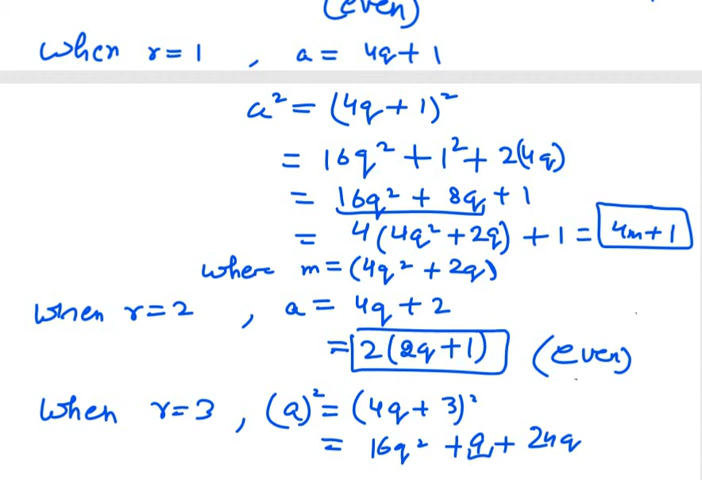 (even)
When r=1 , a= 4q+1
a² = (4q+1)²
= 16q² + 1² + 2(4q)
= 16q² + 8q + 1
= 4(4q²+2q) + 1 = 4m+1
where m=(4q²+2q)
When r=2 , a= 4q+2
= 2(2q+1) (even)
When r=3 , (a)² = (4q+3)²
= 16q² + 9 + 24q